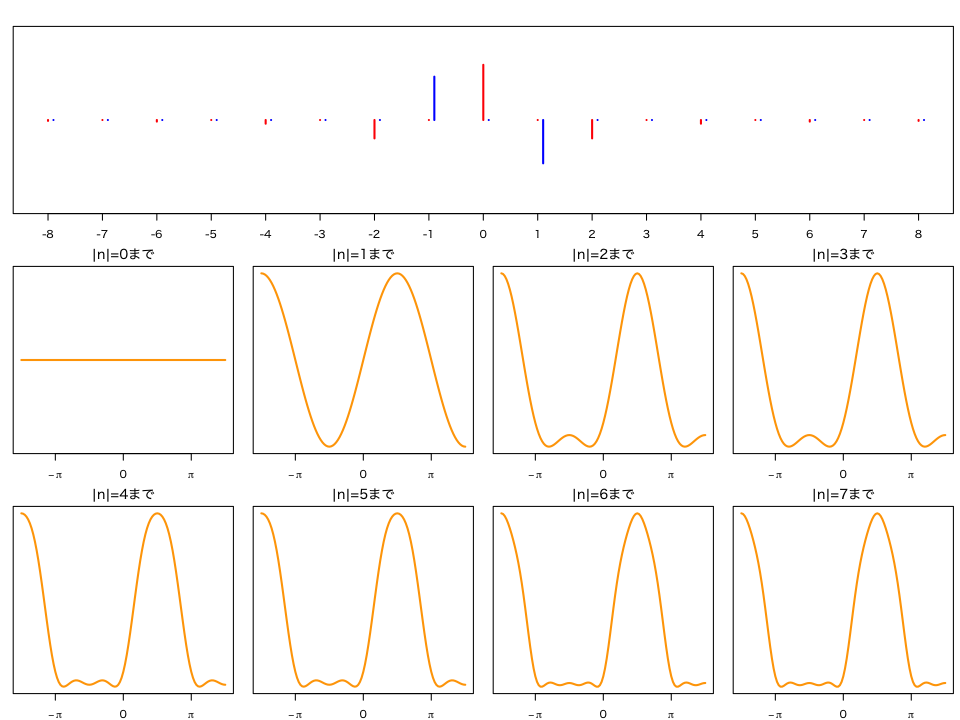 -8 -7 -6 -5 -4 -3 -2 -1 0 1 2 3 4 5 6 7 8
|n|=0まで |n|=1まで |n|=2まで |n|=3まで
-π 0 π -π 0 π -π 0 π -π 0 π
|n|=4まで |n|=5まで |n|=6まで |n|=7まで
-π 0 π -π 0 π -π 0 π -π 0 π